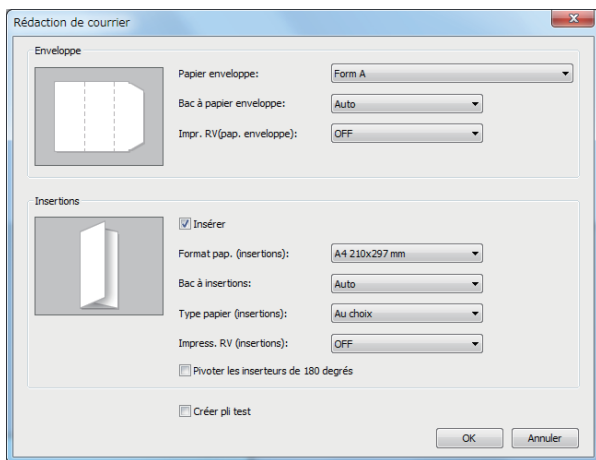 Rédaction de courrier
Enveloppe
Papier enveloppe: Form A
Bac à papier enveloppe: Auto
Impr. RV(pap. enveloppe): OFF
Insertions
Insérer
Format pap. (insertions): A4 210x297 mm
Bac à insertions: Auto
Type papier (insertions): Au choix
Impress. RV (insertions): OFF
Pivoter les inserteurs de 180 degrés
Créer pli test
OK Annuler